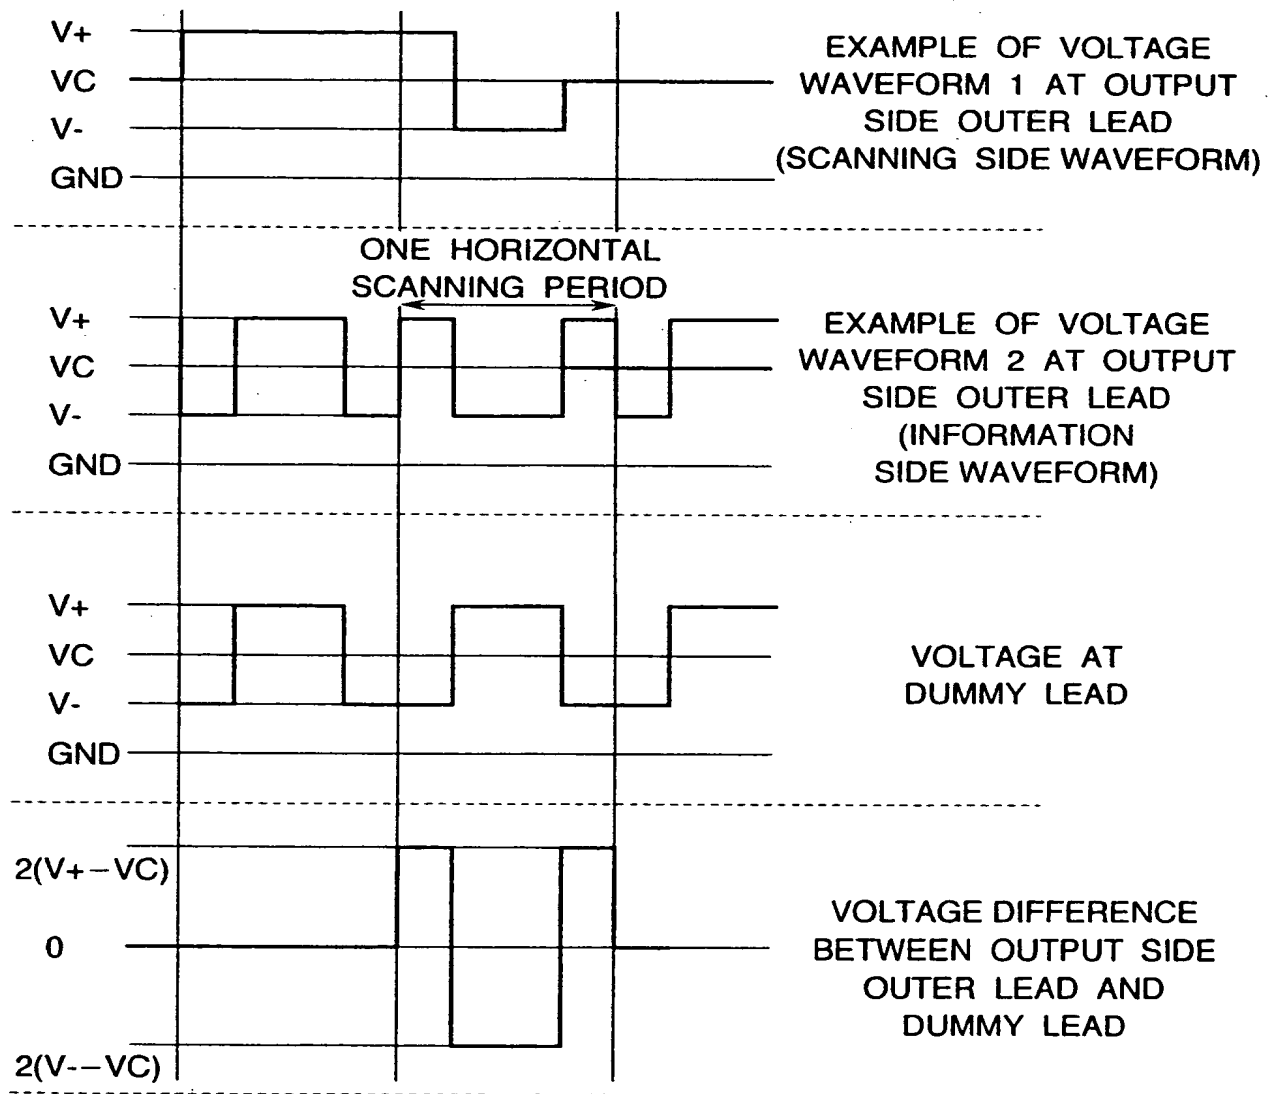 V+
VC
V-
GND
EXAMPLE OF VOLTAGE
WAVEFORM 1 AT OUTPUT
SIDE OUTER LEAD
(SCANNING SIDE WAVEFORM)
ONE HORIZONTAL
SCANNING PERIOD
V+
VC
V-
GND
EXAMPLE OF VOLTAGE
WAVEFORM 2 AT OUTPUT
SIDE OUTER LEAD
(INFORMATION
SIDE WAVEFORM)
V+
VC
V-
GND
VOLTAGE AT
DUMMY LEAD
2(V+-VC)
0
2(V--VC)
VOLTAGE DIFFERENCE
BETWEEN OUTPUT SIDE
OUTER LEAD AND
DUMMY LEAD